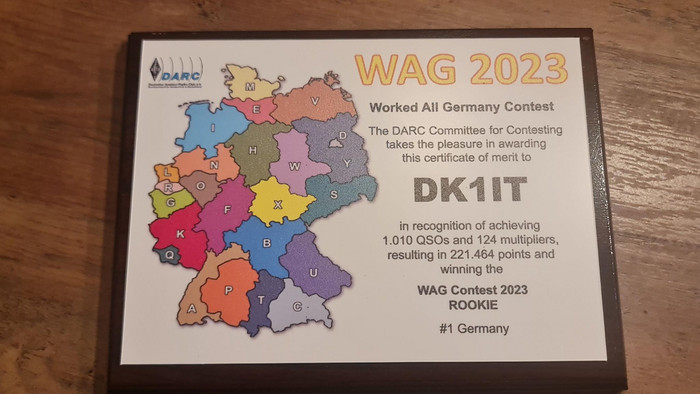 DARC
WAG 2023
Worked All Germany Contest
The DARC Committee for Contesting
takes the pleasure in awarding
this certificate of merit to
DK1IT
in recognition of achieving
1.010 QSOs and 124 multipliers,
resulting in 221.464 points and
winning the
WAG Contest 2023
ROOKIE
#1 Germany
M
E
V
I
H
D
N
W
Y
L
R
O
G
S
F
X
K
B
Q
U
P
A
T
C